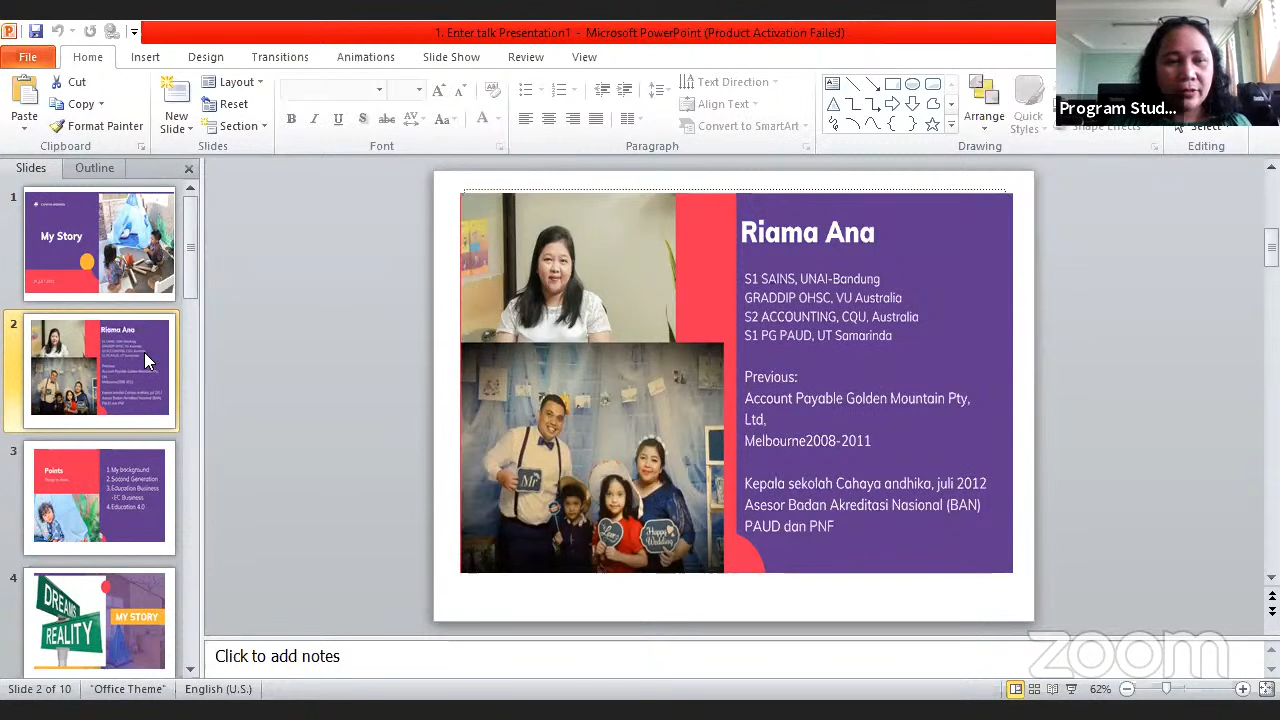 1. Enter talk Presentation1 - Microsoft PowerPoint (Product Activation Failed)
File Home Insert Slide Design Transitions Animations Slide Show Review View
Cut
Copy
Format Painter
Paste
Clipboard
New Slide
Layout
Reset
Section
Slides
Font
Text Direction
Align Text
Convert to SmartArt
Paragraph
Arrange
Quick Styles
Shape Effects
Drawing
Select
Editing
Program Stud...
Slides Outline
1
My Story
2
Riama Ana
3
Points
1.My background
2.Second Generation
3.Education Business
-EC Business
4.Education 4.0
4
DREAMS
REALITY
MY STORY
Riama Ana
S1 SAINS, UNAI-Bandung
GRADDIP OHSC, VU Australia
S2 ACCOUNTING, CQU, Australia
S1 PG PAUD, UT Samarinda
Previous:
Account Payable Golden Mountain Pty,
Ltd,
Melbourne2008-2011
Kepala sekolah Cahaya andhika, juli 2012
Asesor Badan Akreditasi Nasional (BAN)
PAUD dan PNF
Mr
Love
Happy
Wedding
Click to add notes
zoom
Slide 2 of 10 "Office Theme" English (U.S.) 62%